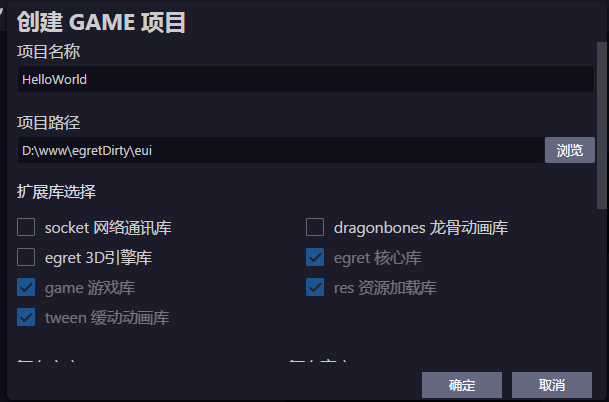 创建 GAME 项目
项目名称
HelloWorld
项目路径
D:\www\egretDirty\eui
浏览
扩展库选择
socket 网络通讯库
dragonbones 龙骨动画库
egret 3D引擎库
egret 核心库
game 游戏库
res 资源加载库
tween 缓动动画库
确定
取消